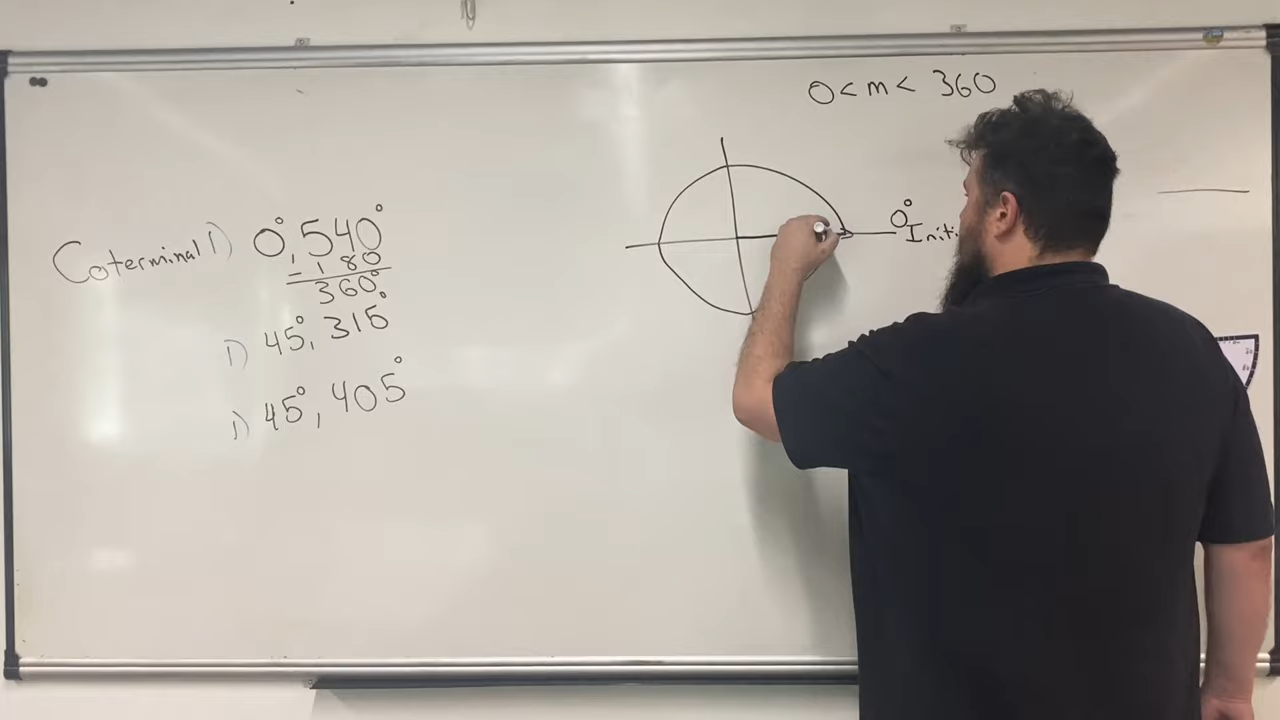 0 < m < 360
Coterminal 1) 0°, 540°
- 180
360°
1) 45°, 315°
1) 45°, 405°
0°